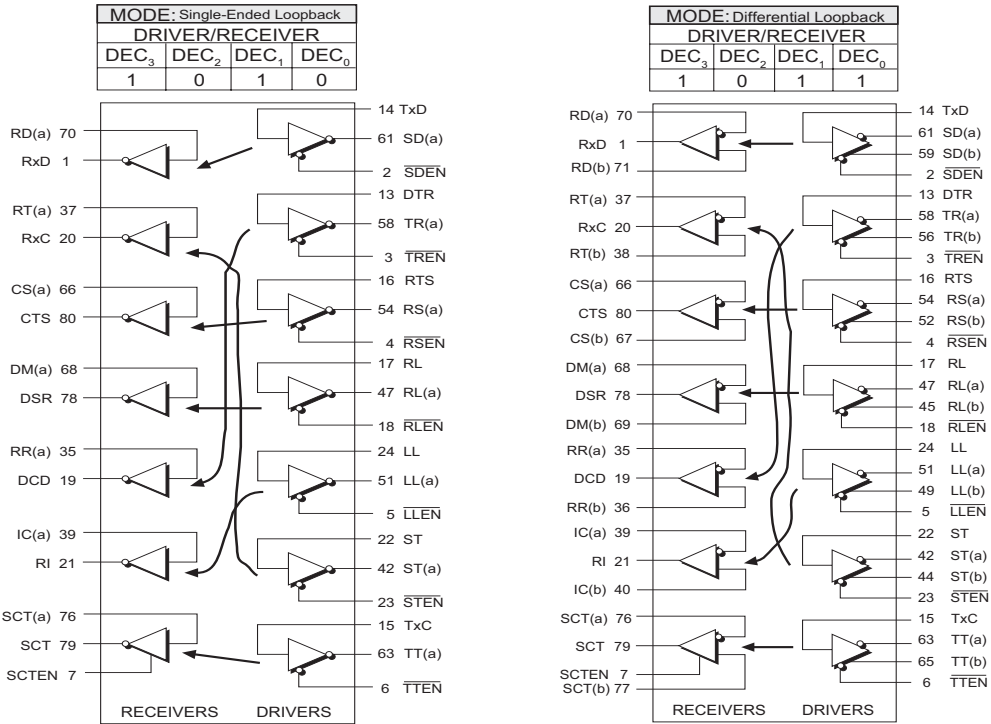 MODE: Single-Ended Loopback
DRIVER/RECEIVER
DEC3 DEC2 DEC1 DEC0
1 0 1 0
14 TxD
RD(a) 70
61 SD(a)
RxD 1
2 SDEN
13 DTR
RT(a) 37
58 TR(a)
RxC 20
3 TREN
16 RTS
CS(a) 66
54 RS(a)
CTS 80
4 RSEN
17 RL
DM(a) 68
47 RL(a)
DSR 78
18 RLEN
24 LL
RR(a) 35
51 LL(a)
DCD 19
5 LLEN
22 ST
IC(a) 39
42 ST(a)
RI 21
23 STEN
15 TxC
SCT(a) 76
63 TT(a)
SCT 79
SCTEN 7
6 TTEN
RECEIVERS DRIVERS
MODE: Differential Loopback
DRIVER/RECEIVER
DEC3 DEC2 DEC1 DEC0
1 0 1 1
14 TxD
RD(a) 70
61 SD(a)
RxD 1
59 SD(b)
RD(b) 71
2 SDEN
13 DTR
RT(a) 37
58 TR(a)
RxC 20
56 TR(b)
RT(b) 38
3 TREN
16 RTS
CS(a) 66
54 RS(a)
CTS 80
52 RS(b)
CS(b) 67
4 RSEN
17 RL
DM(a) 68
47 RL(a)
DSR 78
45 RL(b)
DM(b) 69
18 RLEN
24 LL
RR(a) 35
51 LL(a)
DCD 19
49 LL(b)
RR(b) 36
5 LLEN
22 ST
IC(a) 39
42 ST(a)
RI 21
44 ST(b)
IC(b) 40
23 STEN
15 TxC
SCT(a) 76
63 TT(a)
SCT 79
65 TT(b)
SCTEN 7
6 TTEN
SCT(b) 77
RECEIVERS DRIVERS